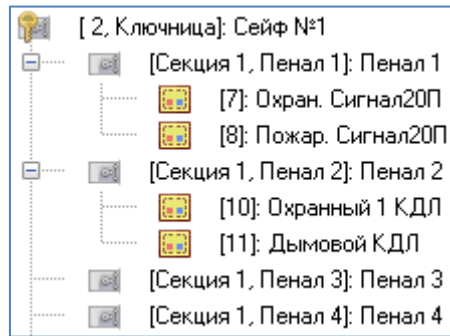 [ 2, Ключница]: Сейф №1
[Секция 1, Пенал 1]: Пенал 1
[7]: Охран. Сигнал20П
[8]: Пожар. Сигнал20П
[Секция 1, Пенал 2]: Пенал 2
[10]: Охранный 1 КДЛ
[11]: Дымовой КДЛ
[Секция 1, Пенал 3]: Пенал 3
[Секция 1, Пенал 4]: Пенал 4